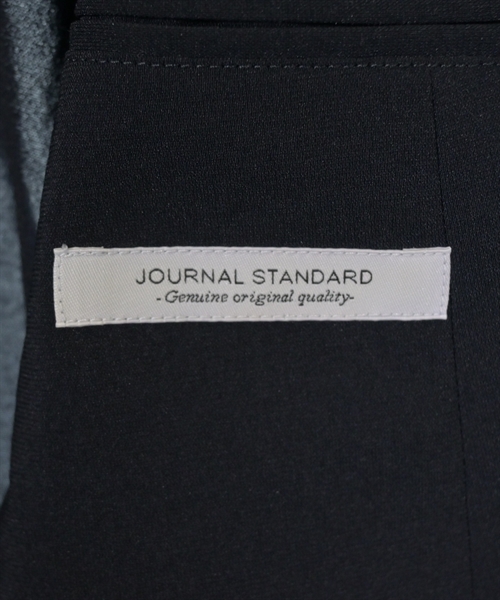 JOURNAL STANDARD
-Genuine original quality-